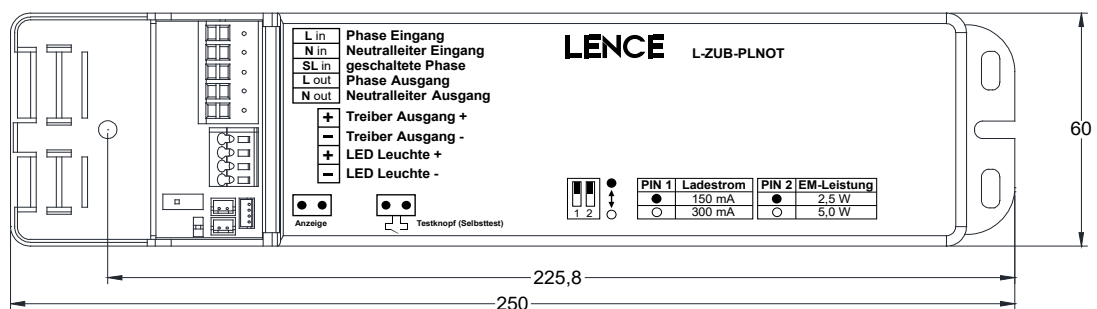 L in Phase Eingang
N in Neutralleiter Eingang
SL in geschaltete Phase
L out Phase Ausgang
N out Neutralleiter Ausgang
+ Treiber Ausgang +
− Treiber Ausgang -
+ LED Leuchte +
− LED Leuchte -
Anzeige
Testknopf (Selbsttest)
LENCE L-ZUB-PLNOT
1 2
PIN 1 Ladestrom PIN 2 EM-Leistung
● 150 mA ● 2,5 W
○ 300 mA ○ 5,0 W
60
225,8
250